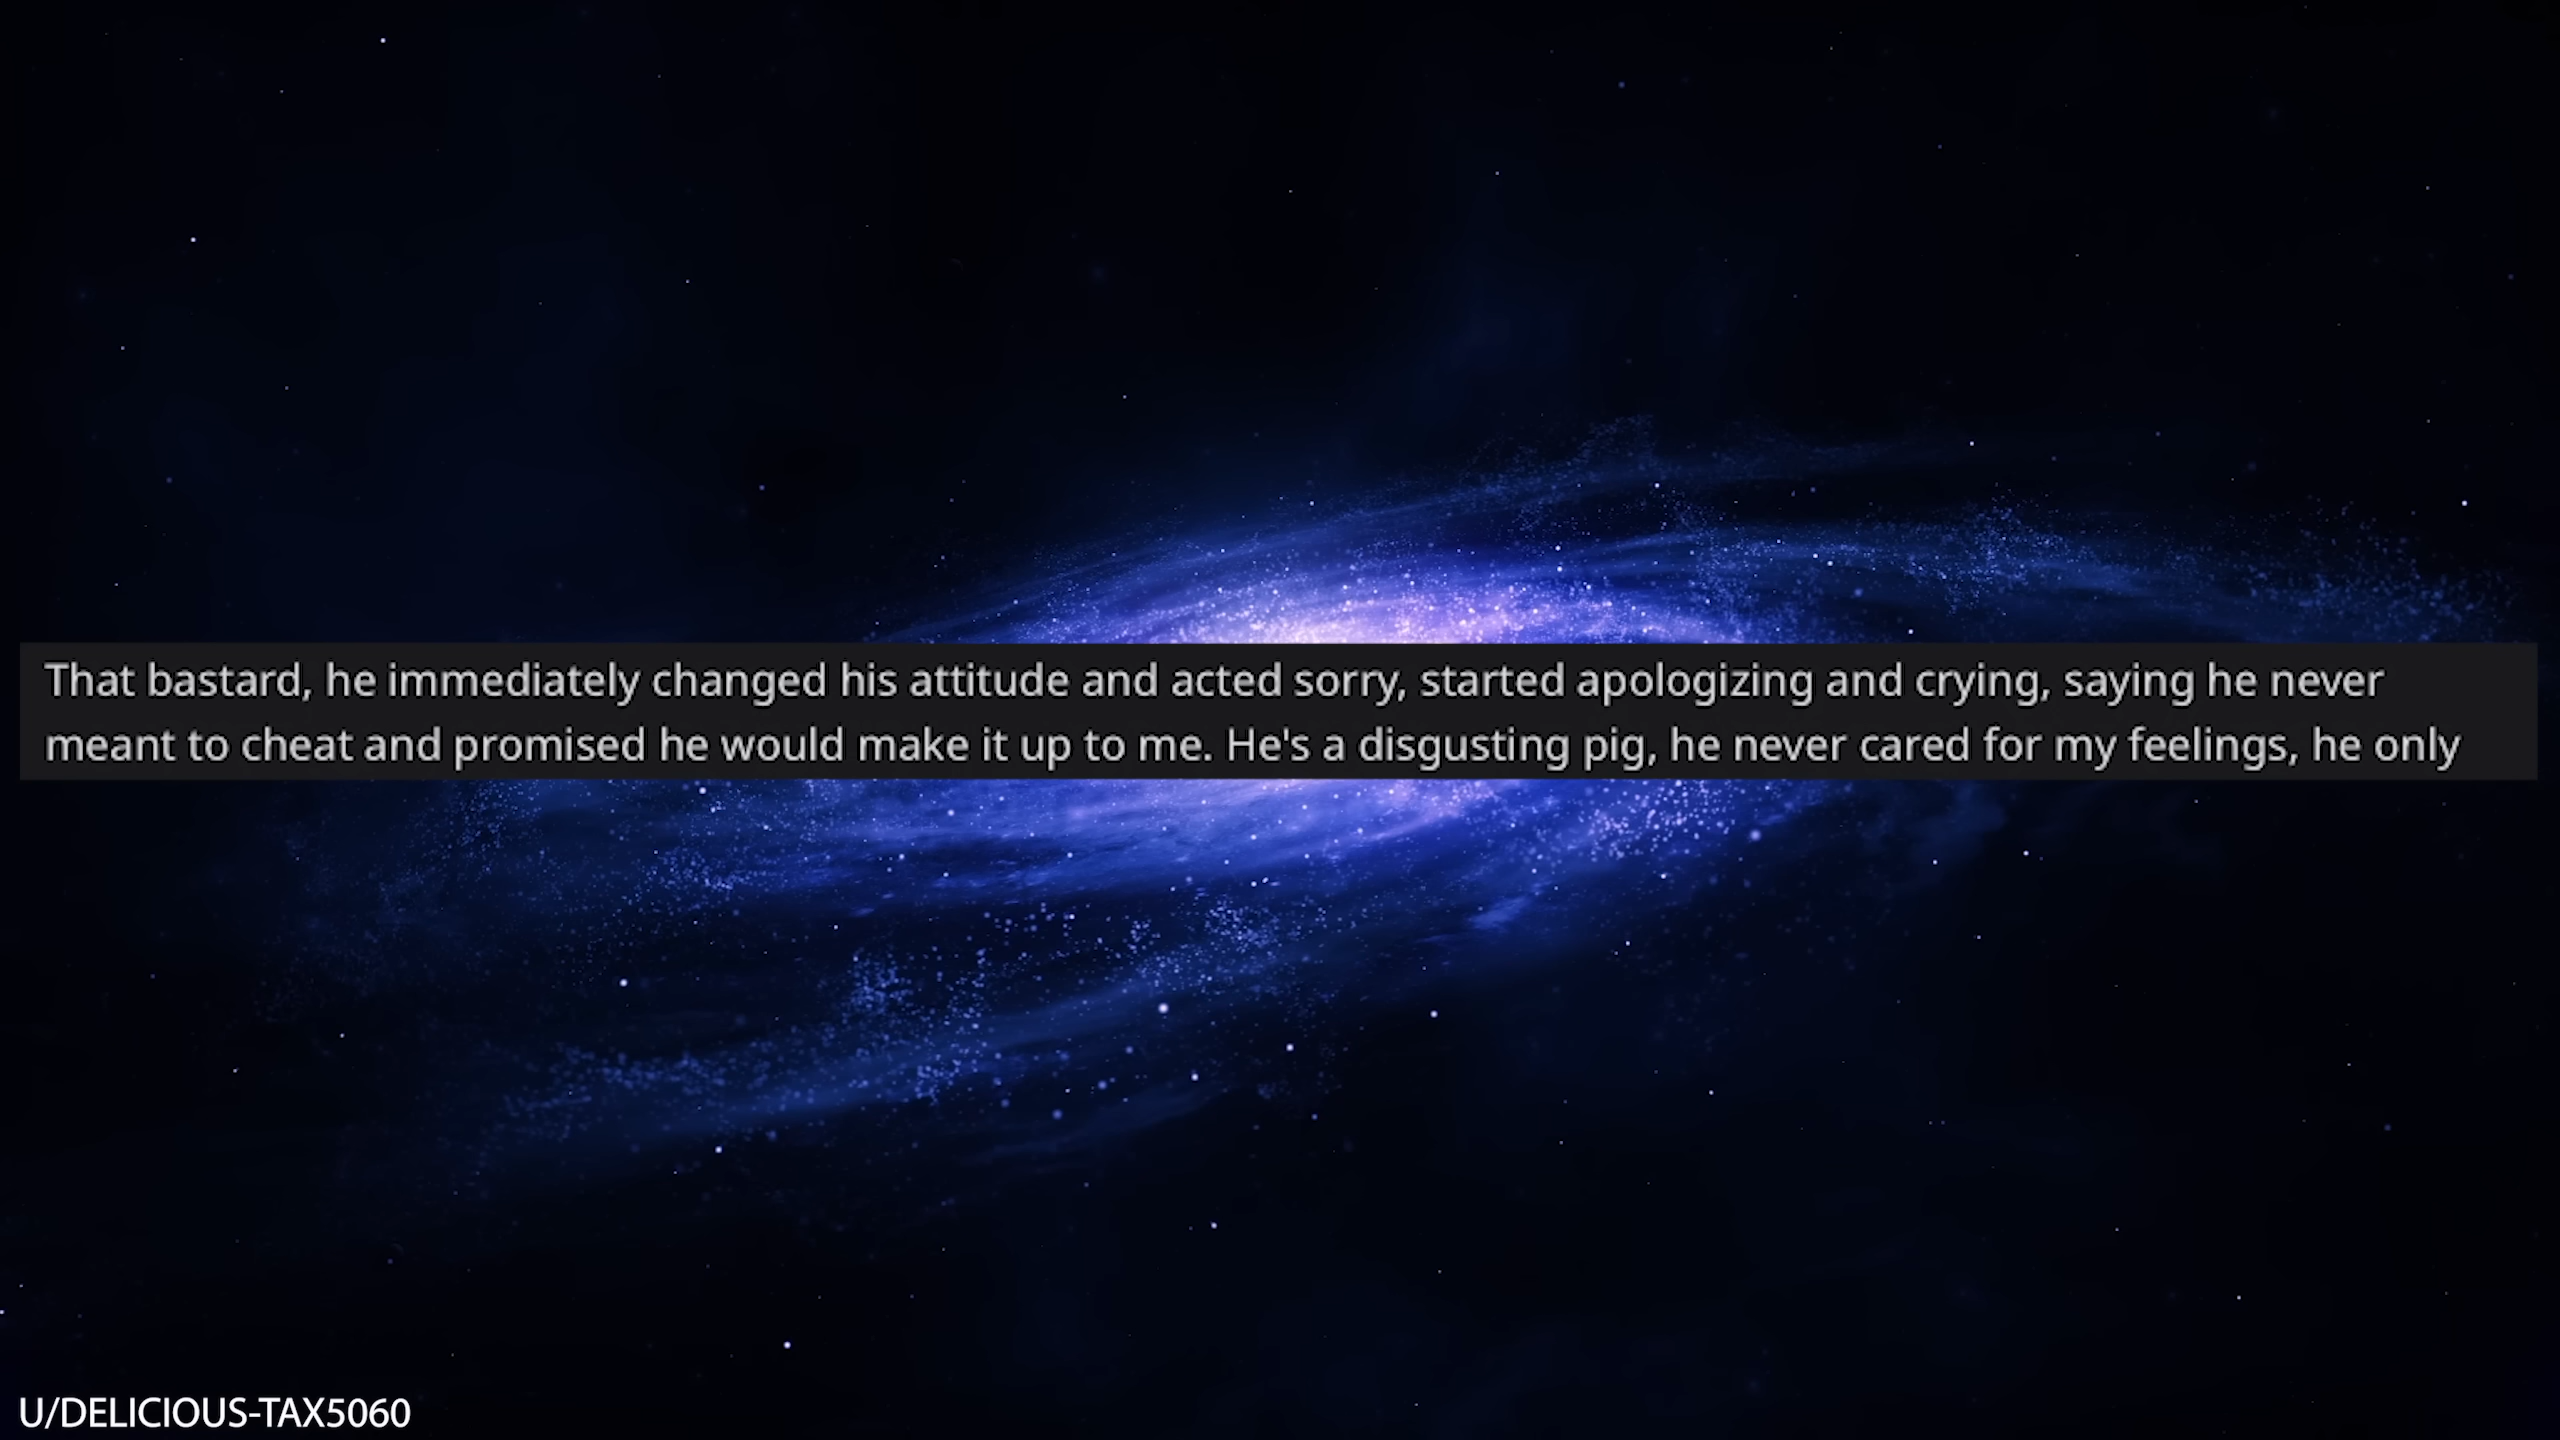 That bastard, he immediately changed his attitude and acted sorry, started apologizing and crying, saying he never
meant to cheat and promised he would make it up to me. He's a disgusting pig, he never cared for my feelings, he only
U/DELICIOUS-TAX5060